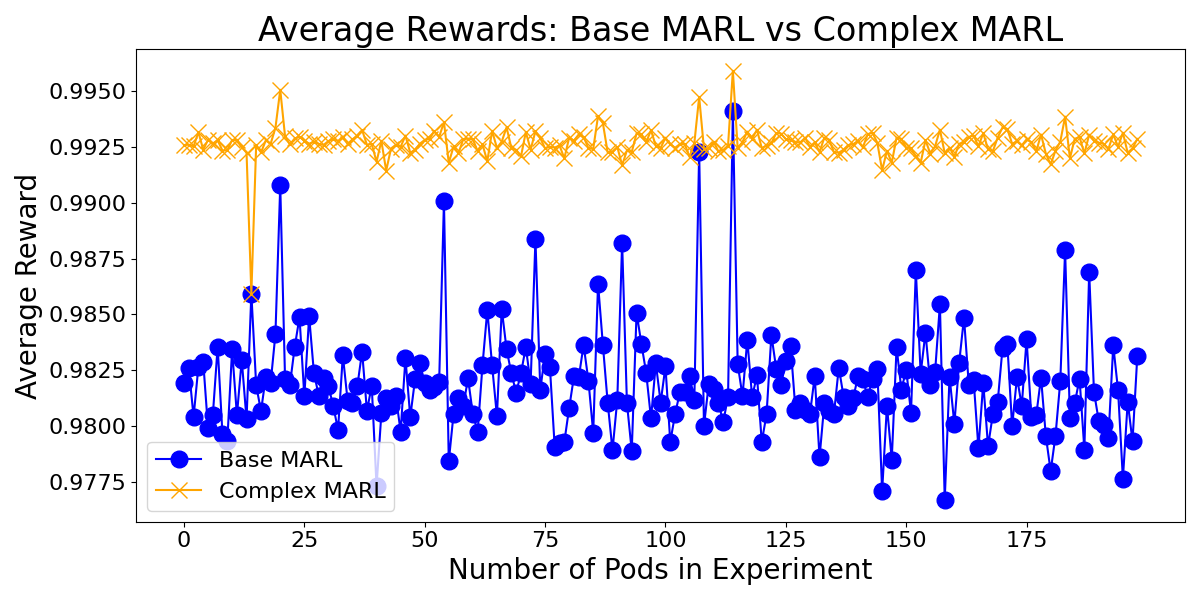 Average Rewards: Base MARL vs Complex MARL
Average Reward
0.9950
0.9925
0.9900
0.9875
0.9850
0.9825
0.9800
0.9775
Base MARL
Complex MARL
0 25 50 75 100 125 150 175
Number of Pods in Experiment